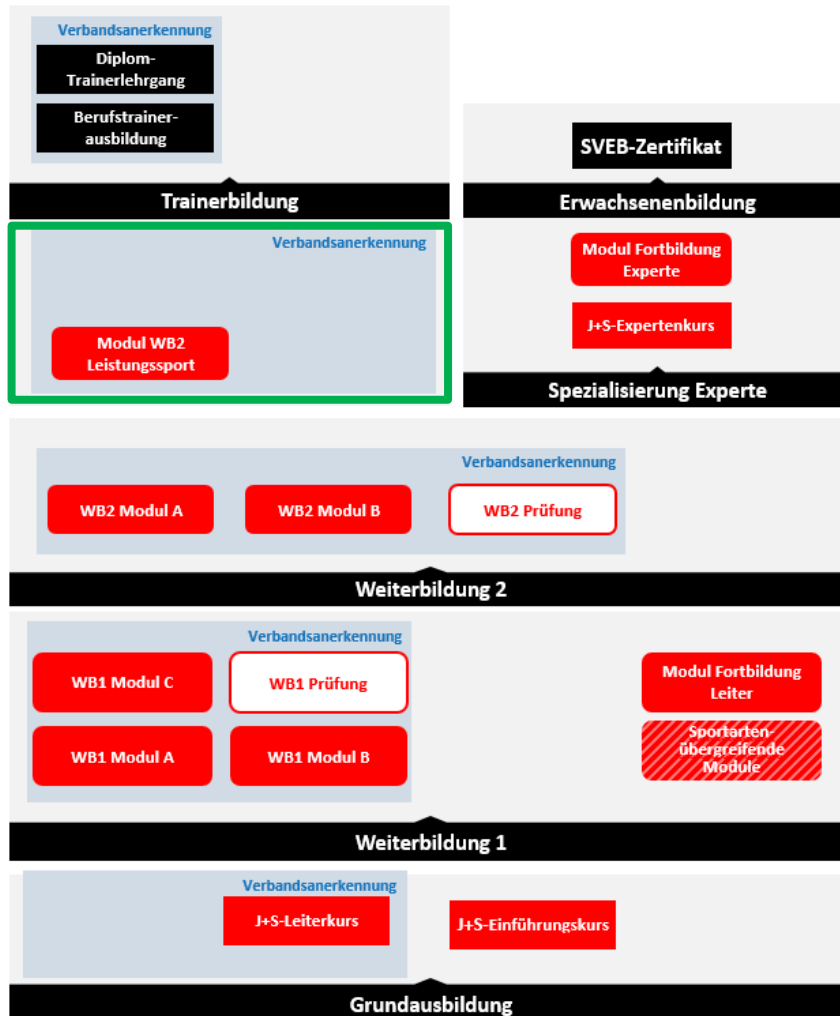 Verbandsanerkennung
Diplom-
Trainerlehrgang
Berufstrainer-
ausbildung
Trainerbildung
SVEB-Zertifikat
Erwachsenenbildung
Verbandsanerkennung
Modul WB2
Leistungssport
Modul Fortbildung
Experte
J+S-Expertenkurs
Spezialisierung Experte
Verbandsanerkennung
WB2 Modul A
WB2 Modul B
WB2 Prüfung
Weiterbildung 2
Verbandsanerkennung
WB1 Modul C
WB1 Prüfung
WB1 Modul A
WB1 Modul B
Modul Fortbildung
Leiter
Sportarten-
übergreifende
Module
Weiterbildung 1
Verbandsanerkennung
J+S-Leiterkurs
J+S-Einführungskurs
Grundausbildung